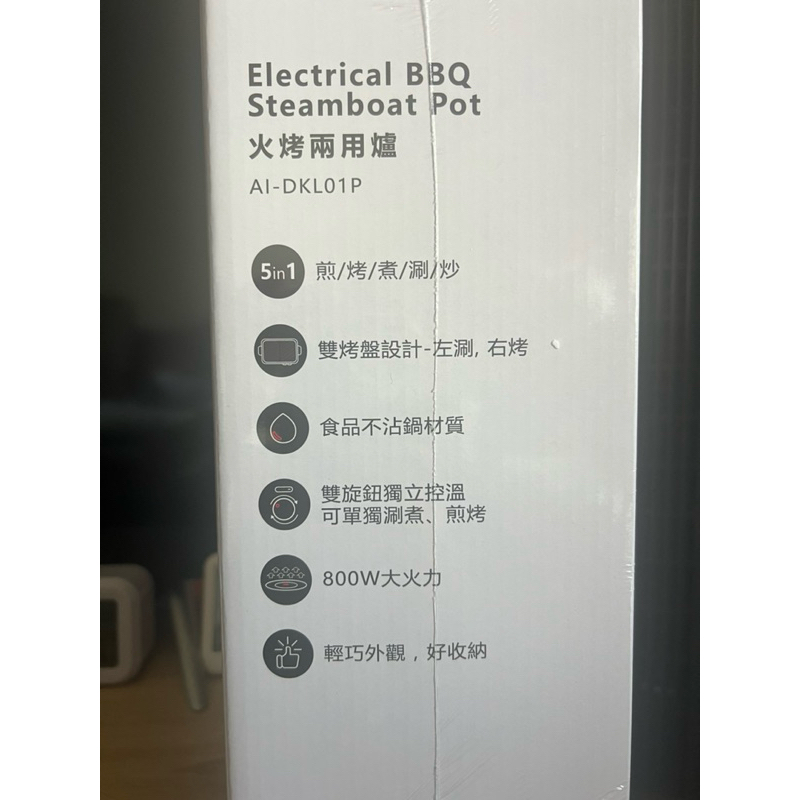 Electrical BBQ
Steamboat Pot
火烤兩用爐
AI-DKL01P
5in1 煎/烤/煮/涮/炒
雙烤盤設計-左涮, 右烤
食品不沾鍋材質
雙旋鈕獨立控溫
可單獨涮煮、煎烤
800W大火力
輕巧外觀，好收納